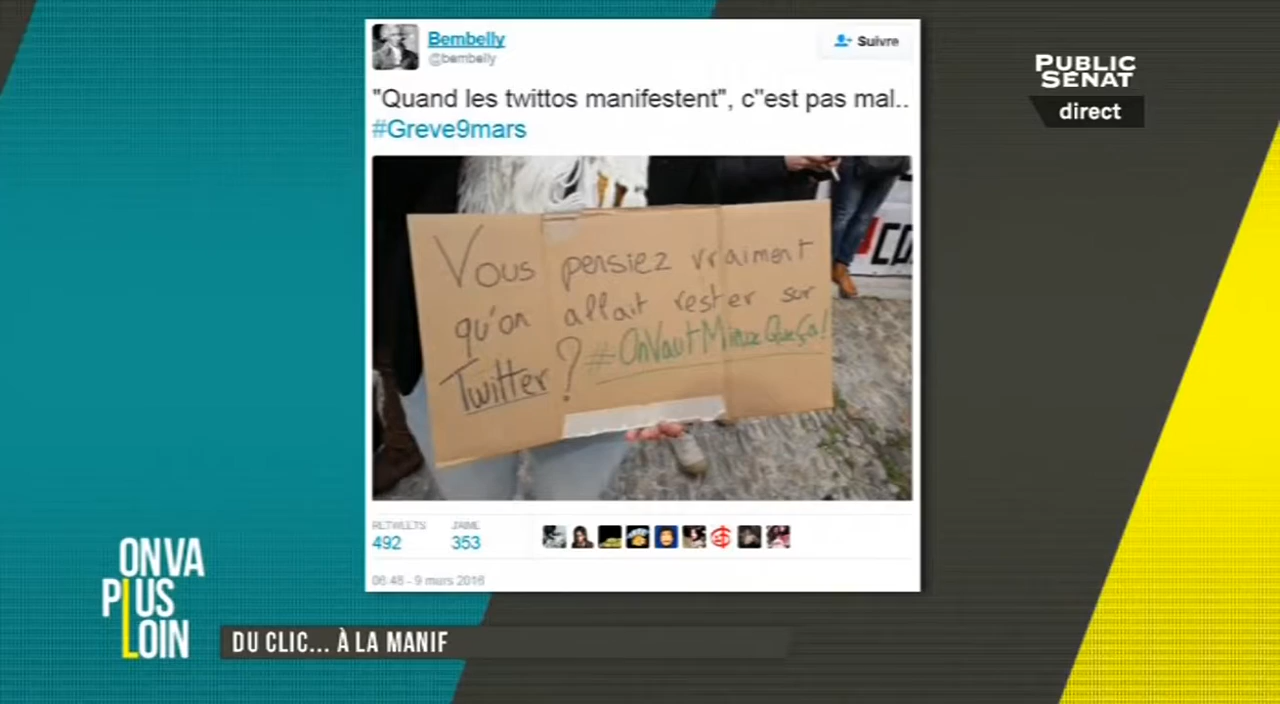 Bembelly
@bembelly
Suivre
"Quand les twittos manifestent", c"est pas mal..
#Greve9mars
Vous pensiez vraiment
qu'on allait rester sur
Twitter ? #OnVautMieuxQueÇa!
RETWEETS
J'AIME
492
353
06:45 - 9 mars 2016
PUBLIC
SÉNAT
direct
ON VA
PLUS
LOIN
DU CLIC... À LA MANIF